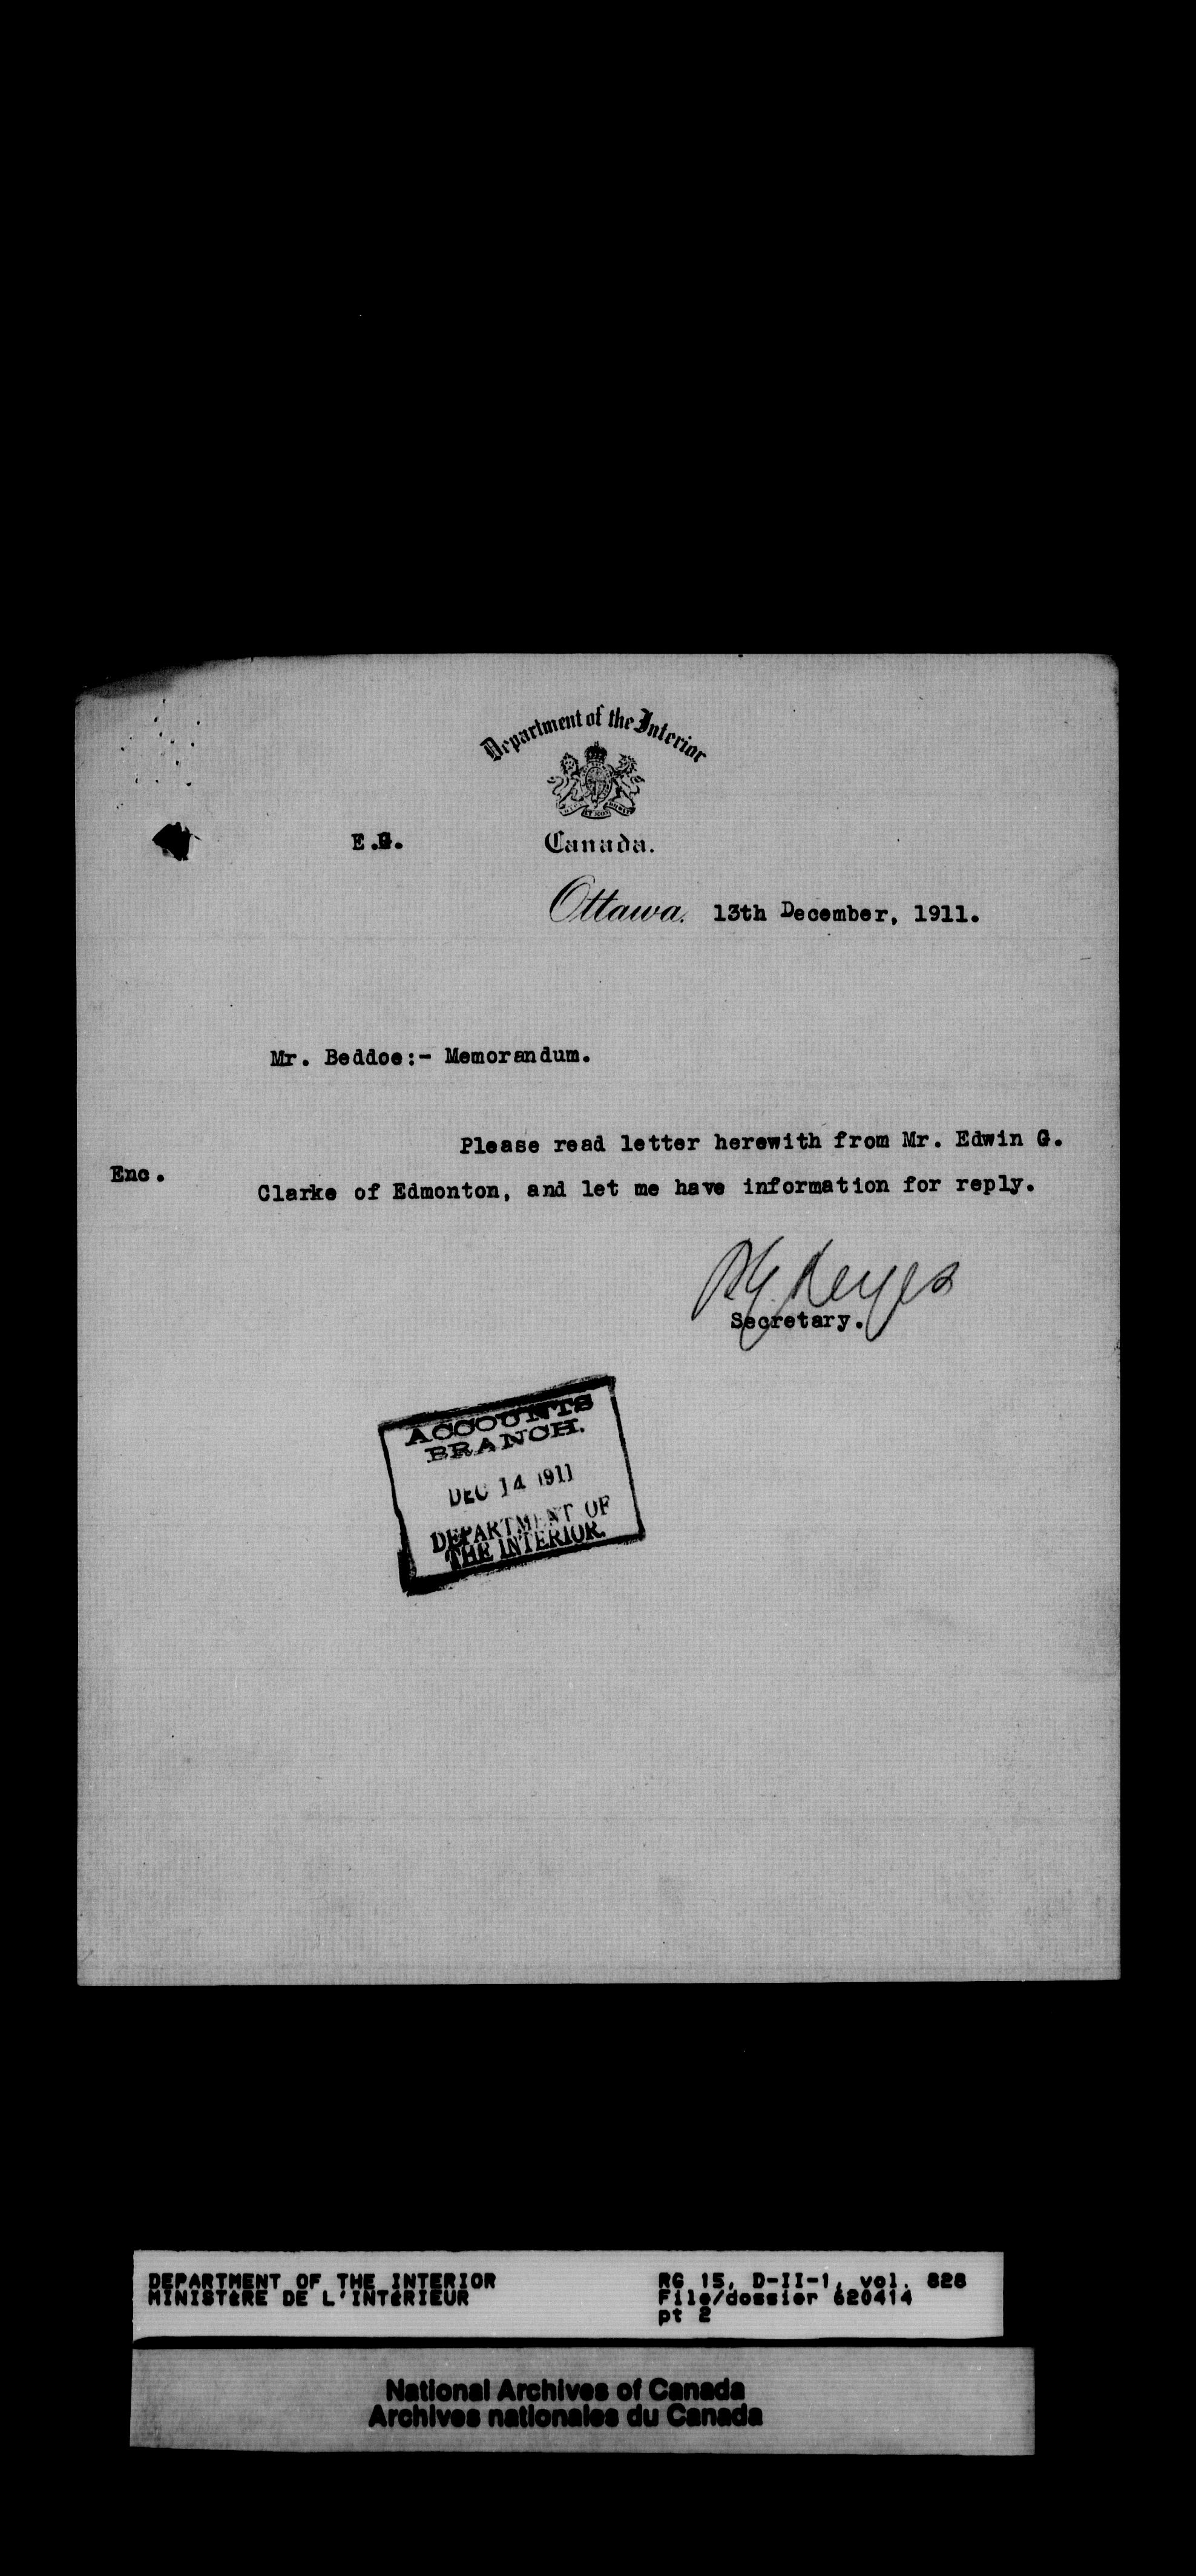 Department of the Interior
E.G.
Canada.
Ottawa, 13th December, 1911.
Mr. Beddoe:- Memorandum.
Please read letter herewith from Mr. Edwin G.
Enc.
Clarke of Edmonton, and let me have information for reply.
Keyes
Secretary.
ACCOUNTS
BRANCH.
DEC 14 1911
DEPARTMENT OF
THE INTERIOR.
DEPARTMENT OF THE INTERIOR
MINISTèRE DE L'INTéRIEUR
RG 15, D-II-1, vol. 828
File/dossier 620414
pt 2
National Archives of Canada
Archives nationales du Canada